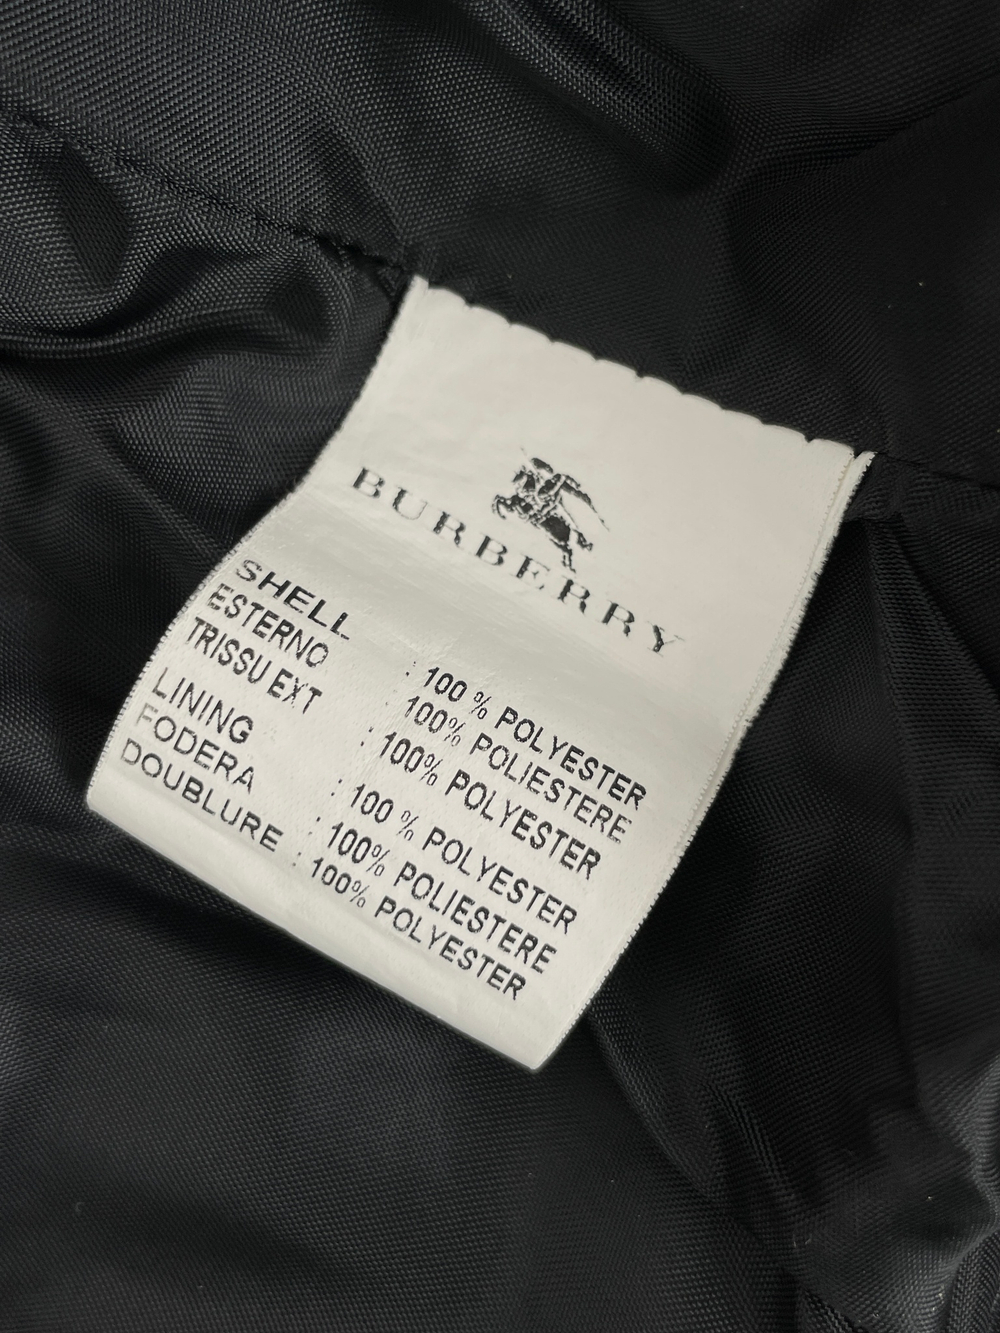 BURBERRY
SHELL : 100 % POLYESTER
ESTERNO : 100% POLIESTERE
TRISSU EXT : 100% POLYESTER
LINING : 100 % POLYESTER
FODERA : 100% POLIESTERE
DOUBLURE : 100% POLYESTER